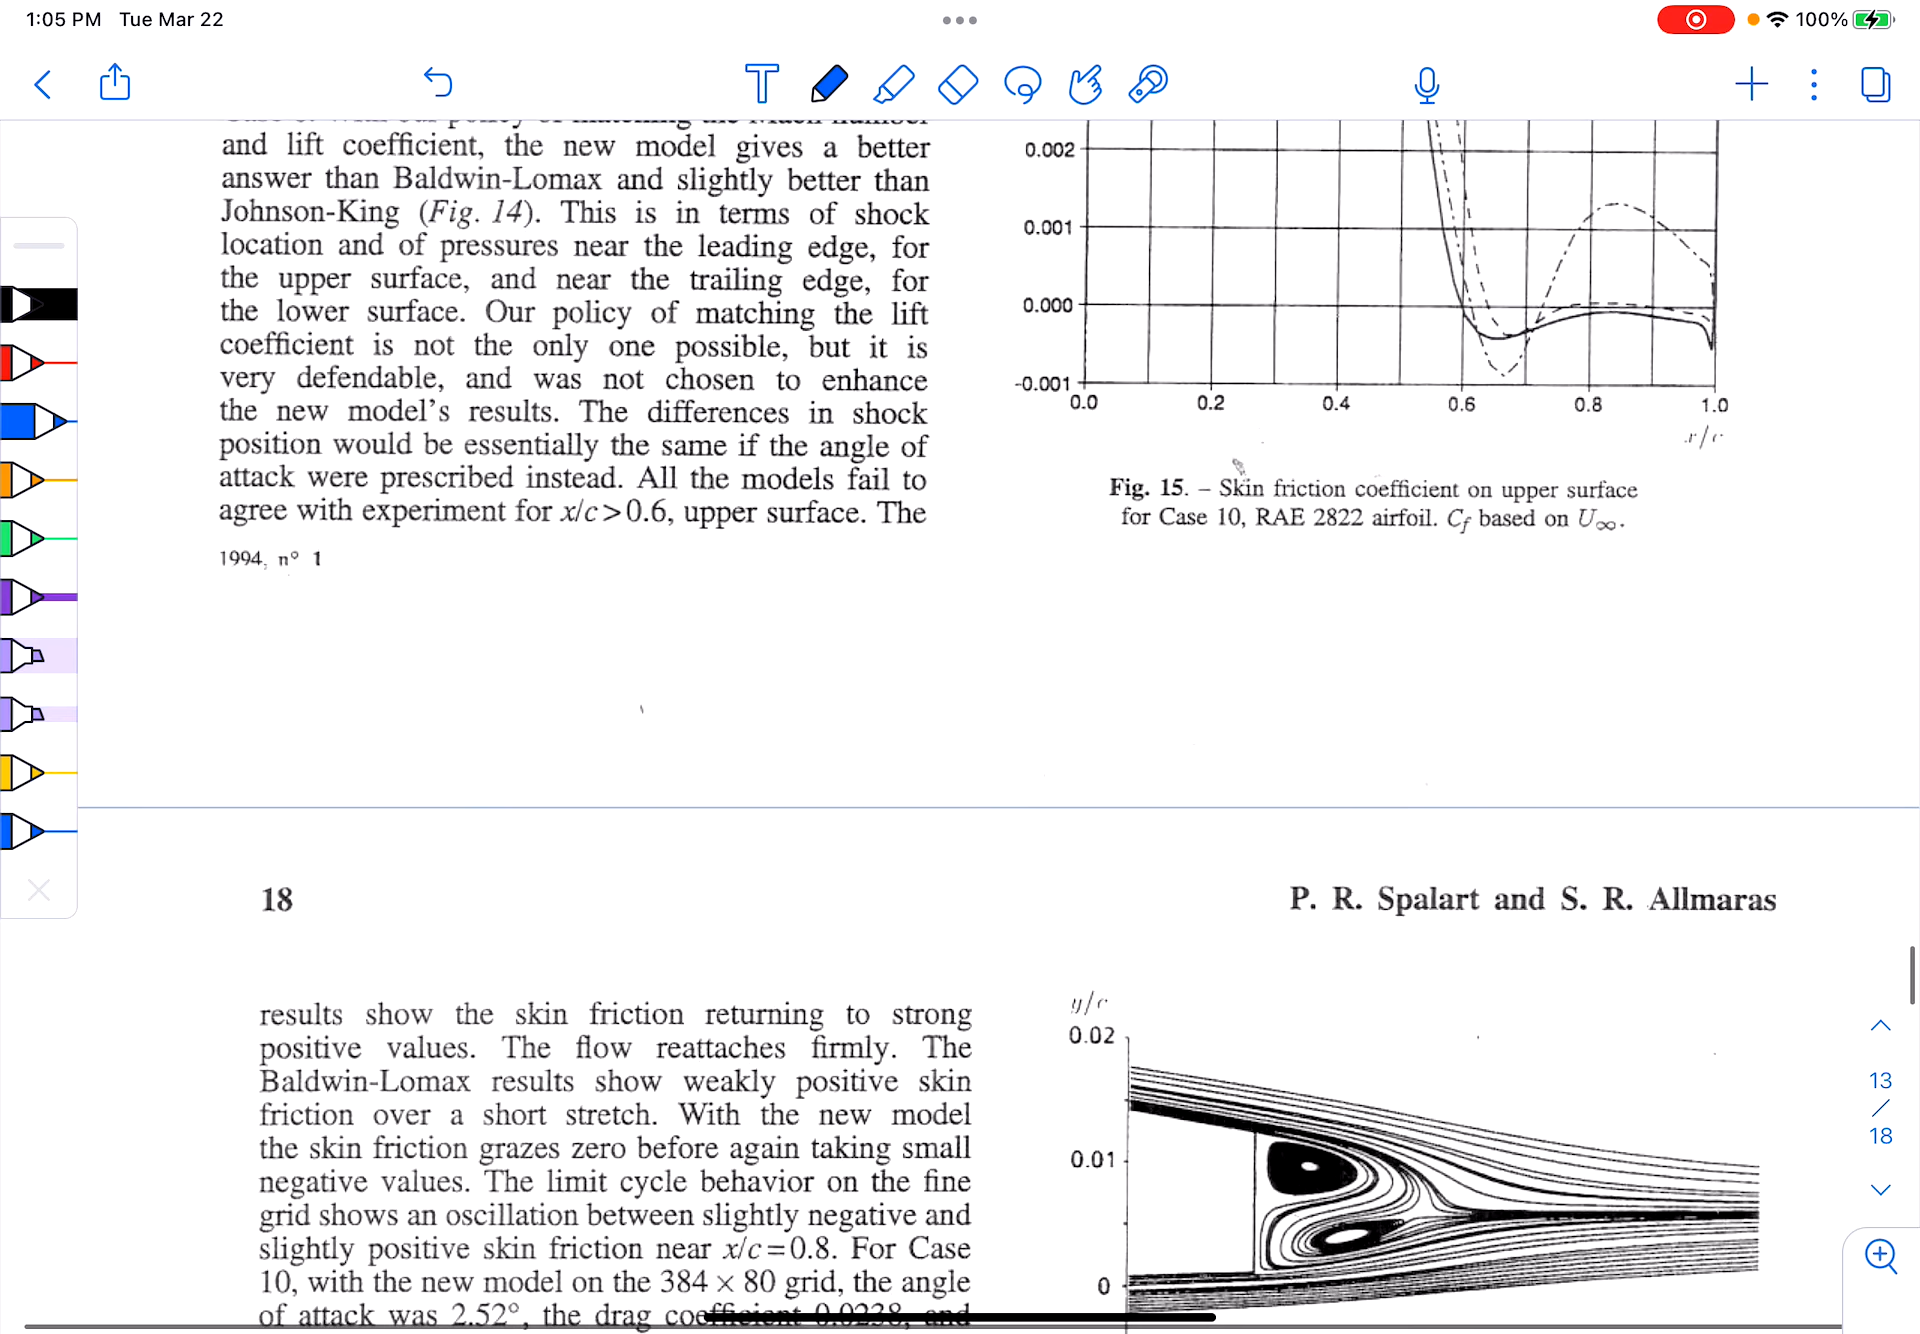 1:05 PM Tue Mar 22
100%
and lift coefficient, the new model gives a better
answer than Baldwin-Lomax and slightly better than
Johnson-King (Fig. 14). This is in terms of shock
location and of pressures near the leading edge, for
the upper surface, and near the trailing edge, for
the lower surface. Our policy of matching the lift
coefficient is not the only one possible, but it is
very defendable, and was not chosen to enhance
the new model's results. The differences in shock
position would be essentially the same if the angle of
attack were prescribed instead. All the models fail to
agree with experiment for x/c>0.6, upper surface. The
1994, n° 1
0.002
0.001
0.000
-0.001
0.0 0.2 0.4 0.6 0.8 1.0
x/c
Fig. 15. – Skin friction coefficient on upper surface
for Case 10, RAE 2822 airfoil. Cf based on U∞.
18
P. R. Spalart and S. R. Allmaras
results show the skin friction returning to strong
positive values. The flow reattaches firmly. The
Baldwin-Lomax results show weakly positive skin
friction over a short stretch. With the new model
the skin friction grazes zero before again taking small
negative values. The limit cycle behavior on the fine
grid shows an oscillation between slightly negative and
slightly positive skin friction near x/c=0.8. For Case
10, with the new model on the 384 × 80 grid, the angle
of attack was 2.52°, the drag coefficient 0.0238, and
y/c
0.02
0.01
0
13
/
18